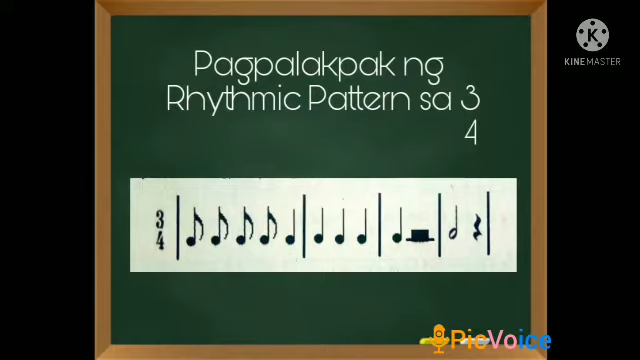 KINEMASTER
Pagpalakpak ng
Rhythmic Pattern sa 3
4
3
4
PicVoice